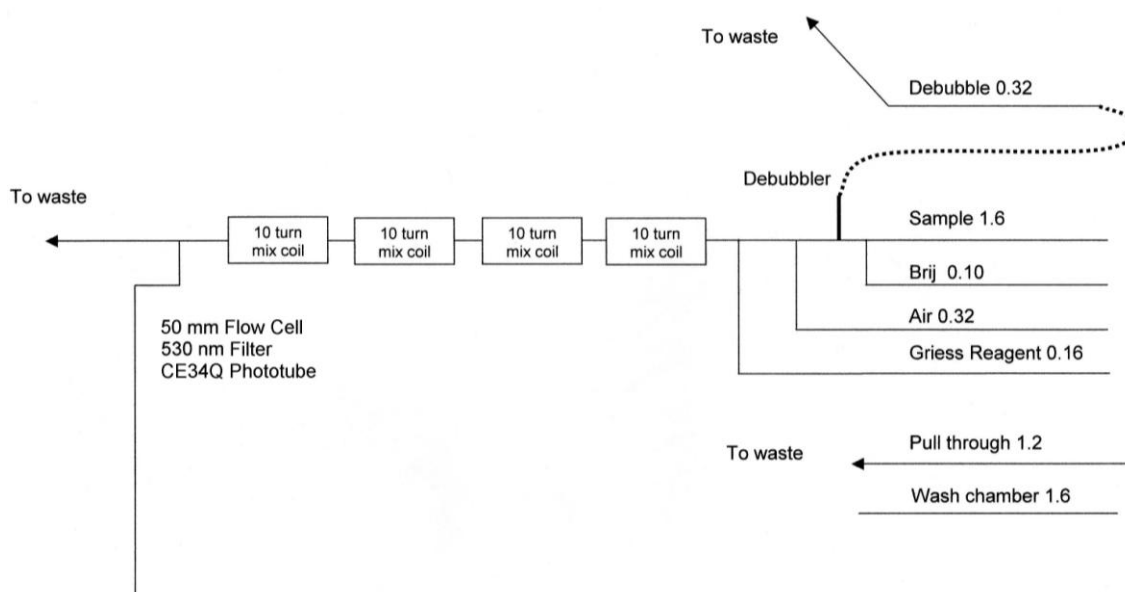 To waste
Debubble 0.32
Debubbler
To waste
Sample 1.6
10 turn
mix coil
10 turn
mix coil
10 turn
mix coil
10 turn
mix coil
Brij 0.10
Air 0.32
Griess Reagent 0.16
50 mm Flow Cell
530 nm Filter
CE34Q Phototube
To waste
Pull through 1.2
Wash chamber 1.6